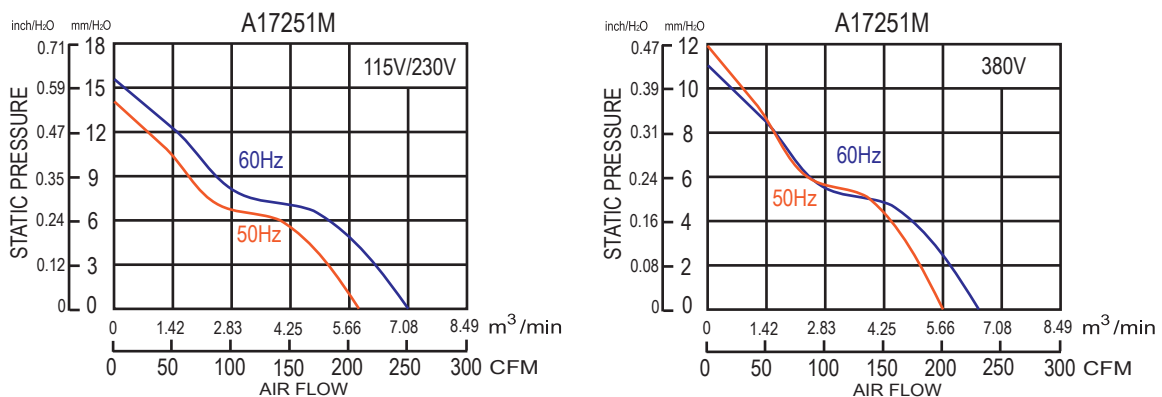 A17251M
inch/H₂O mm/H₂O
115V/230V
STATIC PRESSURE
0.71 18
0.59 15
0.47 12
0.35 9
0.24 6
0.12 3
0 0
60Hz
50Hz
0 1.42 2.83 4.25 5.66 7.08 8.49 m³/min
0 50 100 150 200 250 300 CFM
AIR FLOW
A17251M
inch/H₂O mm/H₂O
380V
STATIC PRESSURE
0.47 12
0.39 10
0.31 8
0.24 6
0.16 4
0.08 2
0 0
60Hz
50Hz
0 1.42 2.83 4.25 5.66 7.08 8.49 m³/min
0 50 100 150 200 250 300 CFM
AIR FLOW